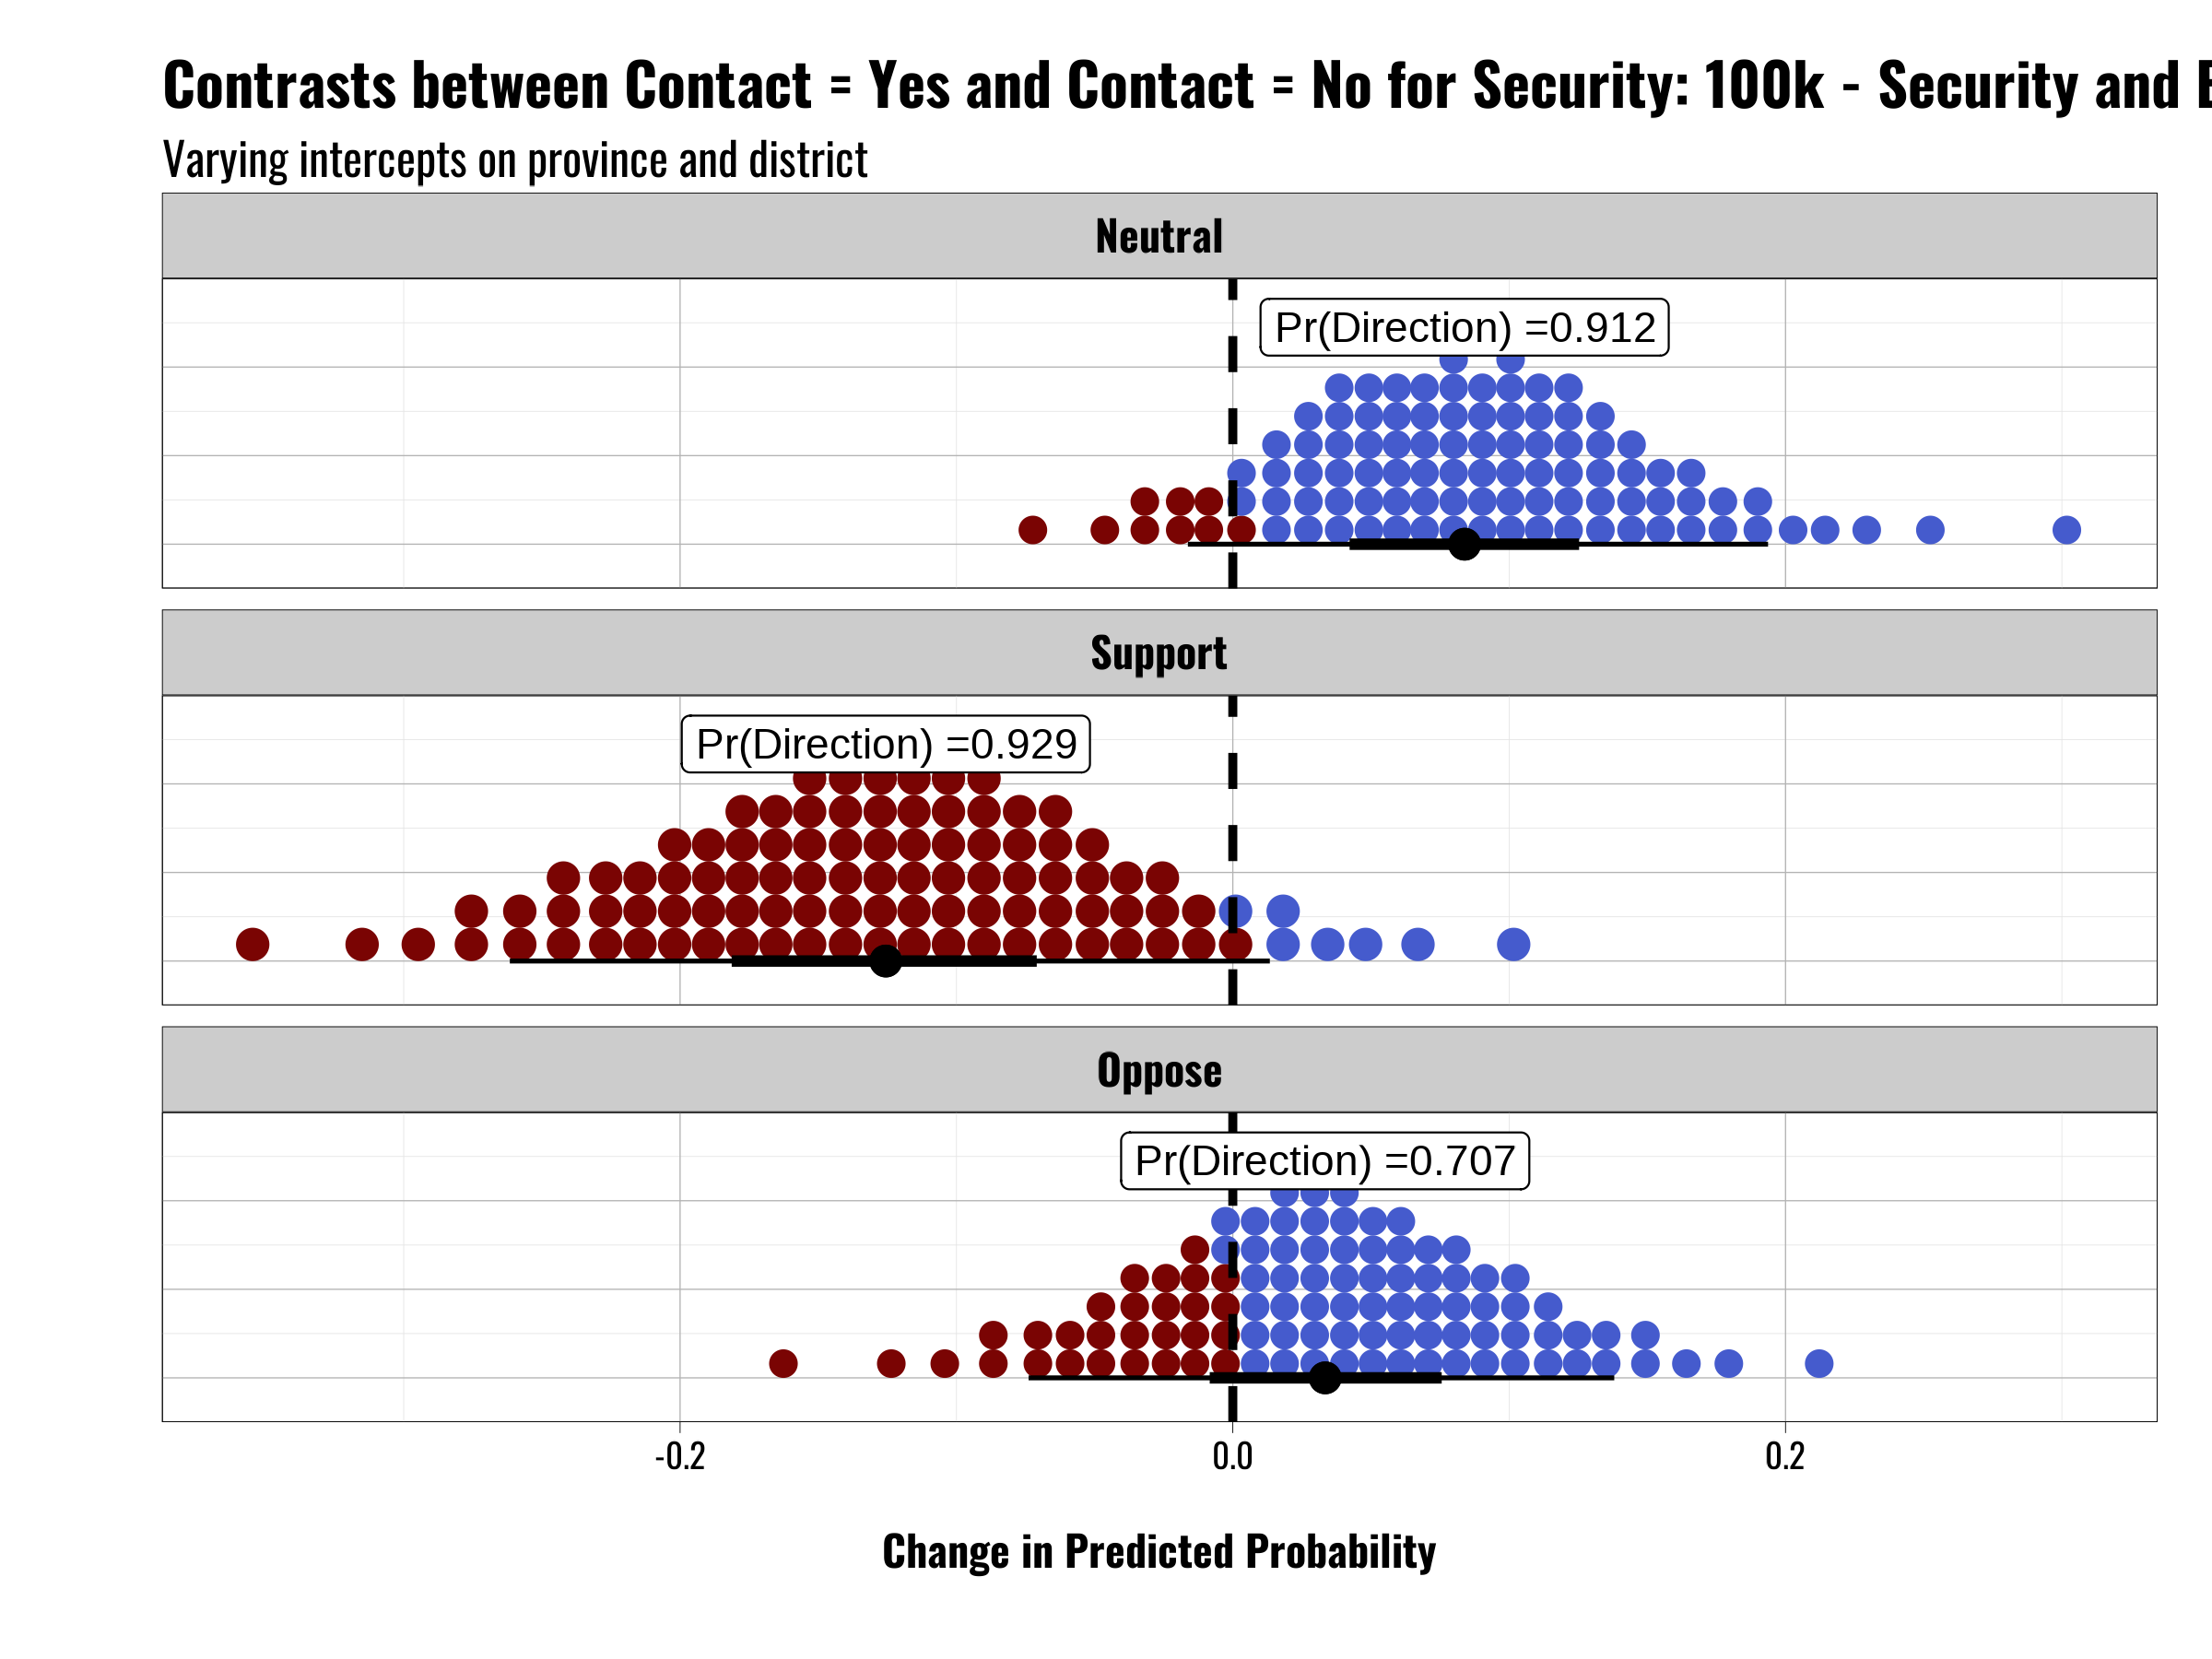 Contrasts between Contact = Yes and Contact = No for Security: 100k - Security and
Varying intercepts on province and district
Neutral
Pr(Direction) =0.912
Support
Pr(Direction) =0.929
Oppose
Pr(Direction) =0.707
-0.2 0.0 0.2
Change in Predicted Probability